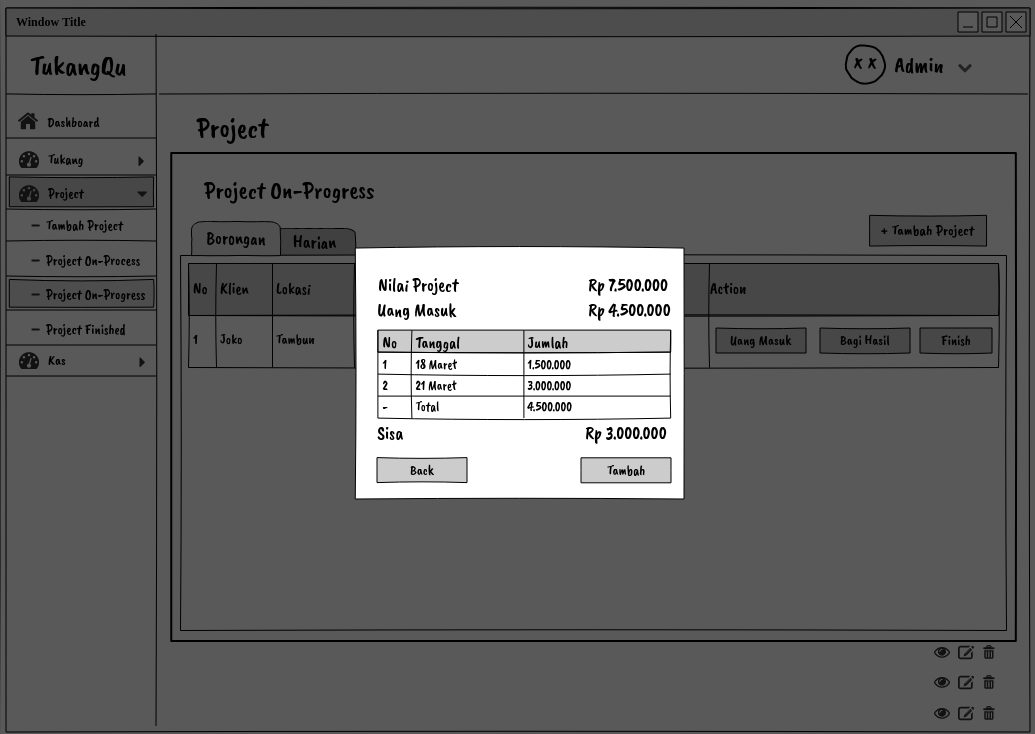 Window Title
TukangQu
Admin
Dashboard
Tukang
Project
– Tambah Project
– Project On-Process
– Project On-Progress
– Project Finished
Kas
Project
Project On-Progress
Borongan Harian
+ Tambah Project
No Klien Lokasi Action
1 Joko Tambun Uang Masuk Bagi Hasil Finish
Nilai Project Rp 7.500.000
Uang Masuk Rp 4.500.000
No Tanggal Jumlah
1 18 Maret 1.500.000
2 21 Maret 3.000.000
- Total 4.500.000
Sisa Rp 3.000.000
Back Tambah